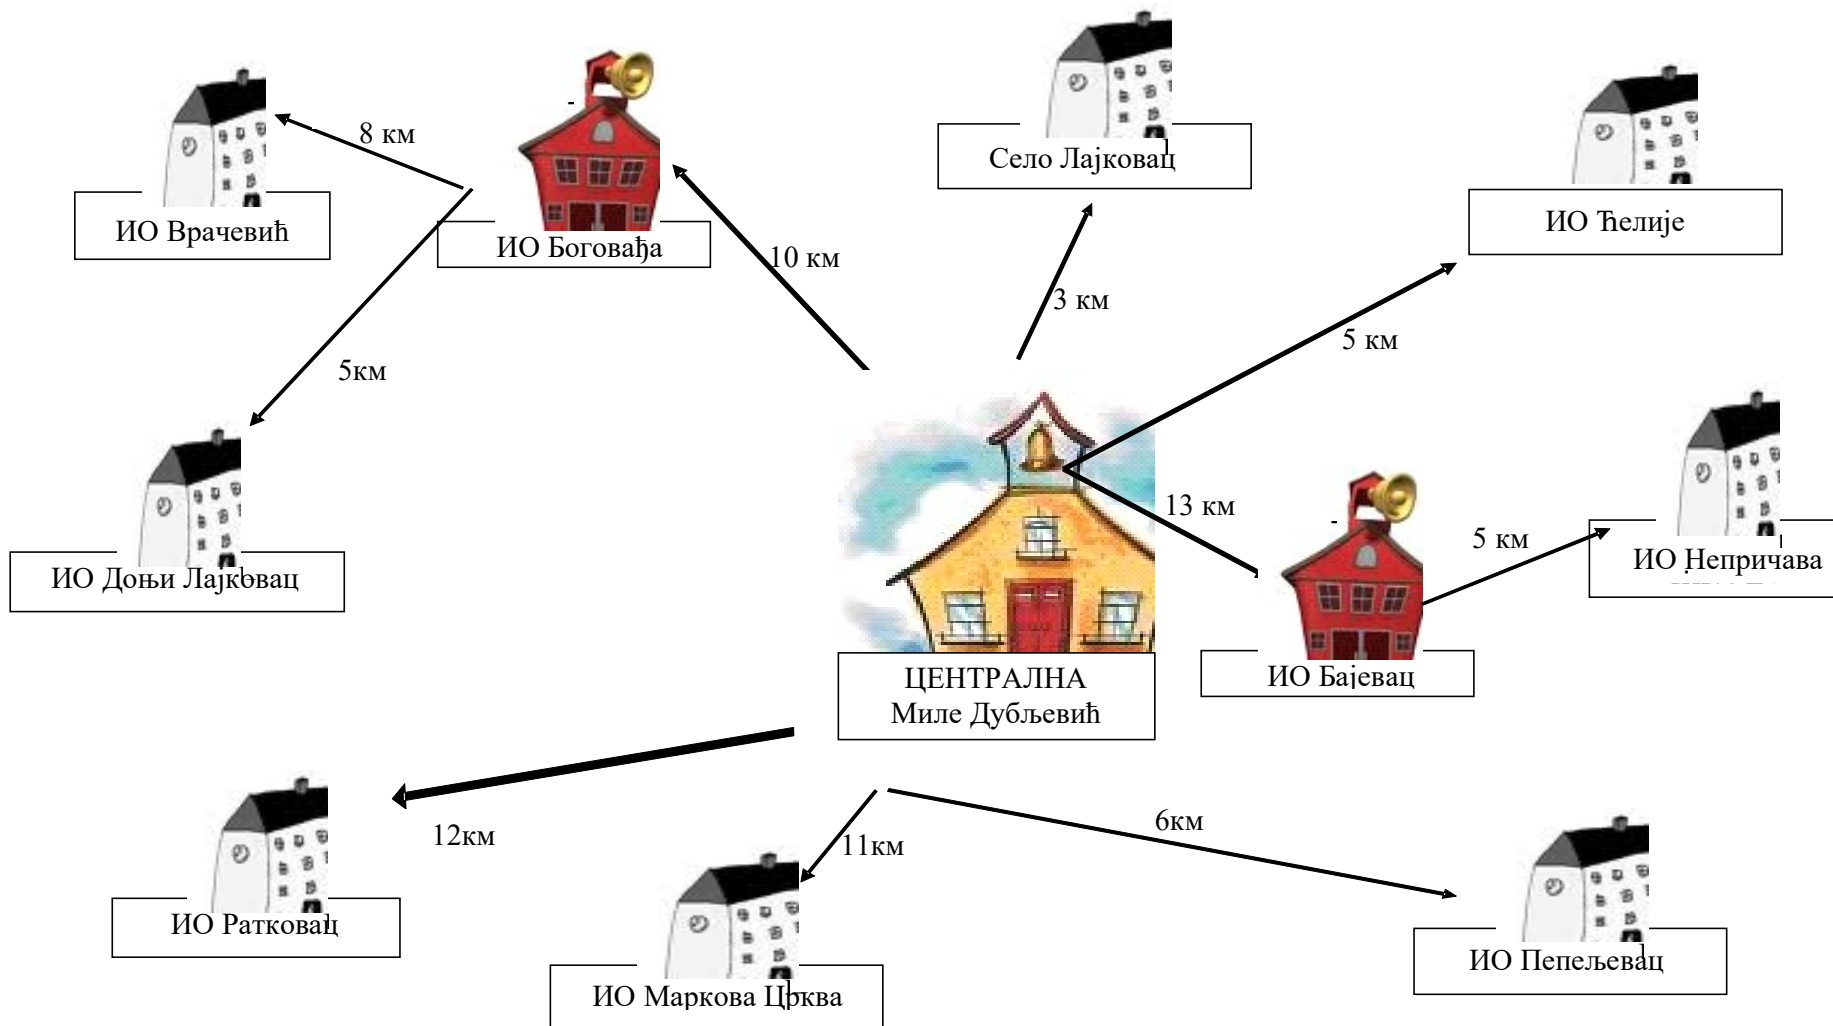 8 км
Село Лајковац
ИО Врачевић
ИО Боговађа
10 км
ИО Ћелије
3 км
5 км
5км
13 км
5 км
ИО Непричава
ИО Доњи Лајковац
ЦЕНТРАЛНА
Миле Дубљевић
ИО Бајевац
12км
11км
6км
ИО Ратковац
ИО Маркова Црква
ИО Пепељевац